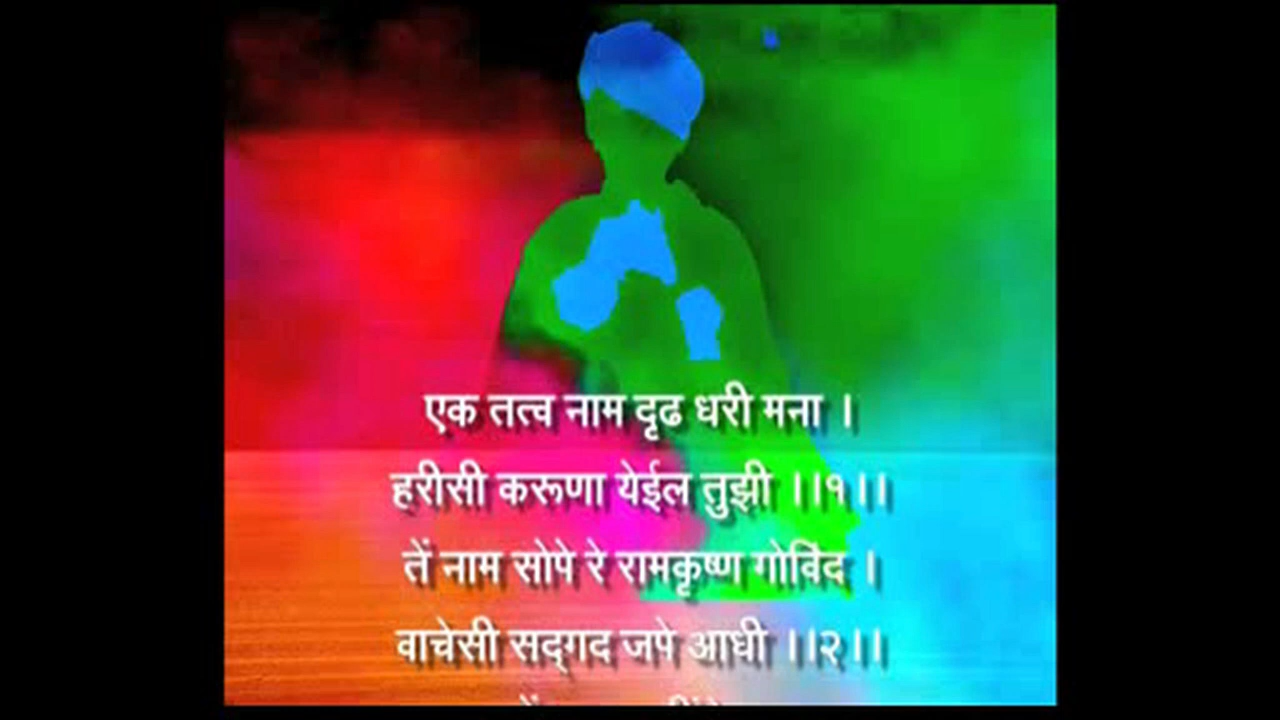 एक तत्व नाम दृढ धरी मना ।
हरीसी करूणा येईल तुझी ।।१।।
तें नाम सोपे रे रामकृष्ण गोविंद ।
वाचेसी सद्‌गद जपे आधी ।।२।।